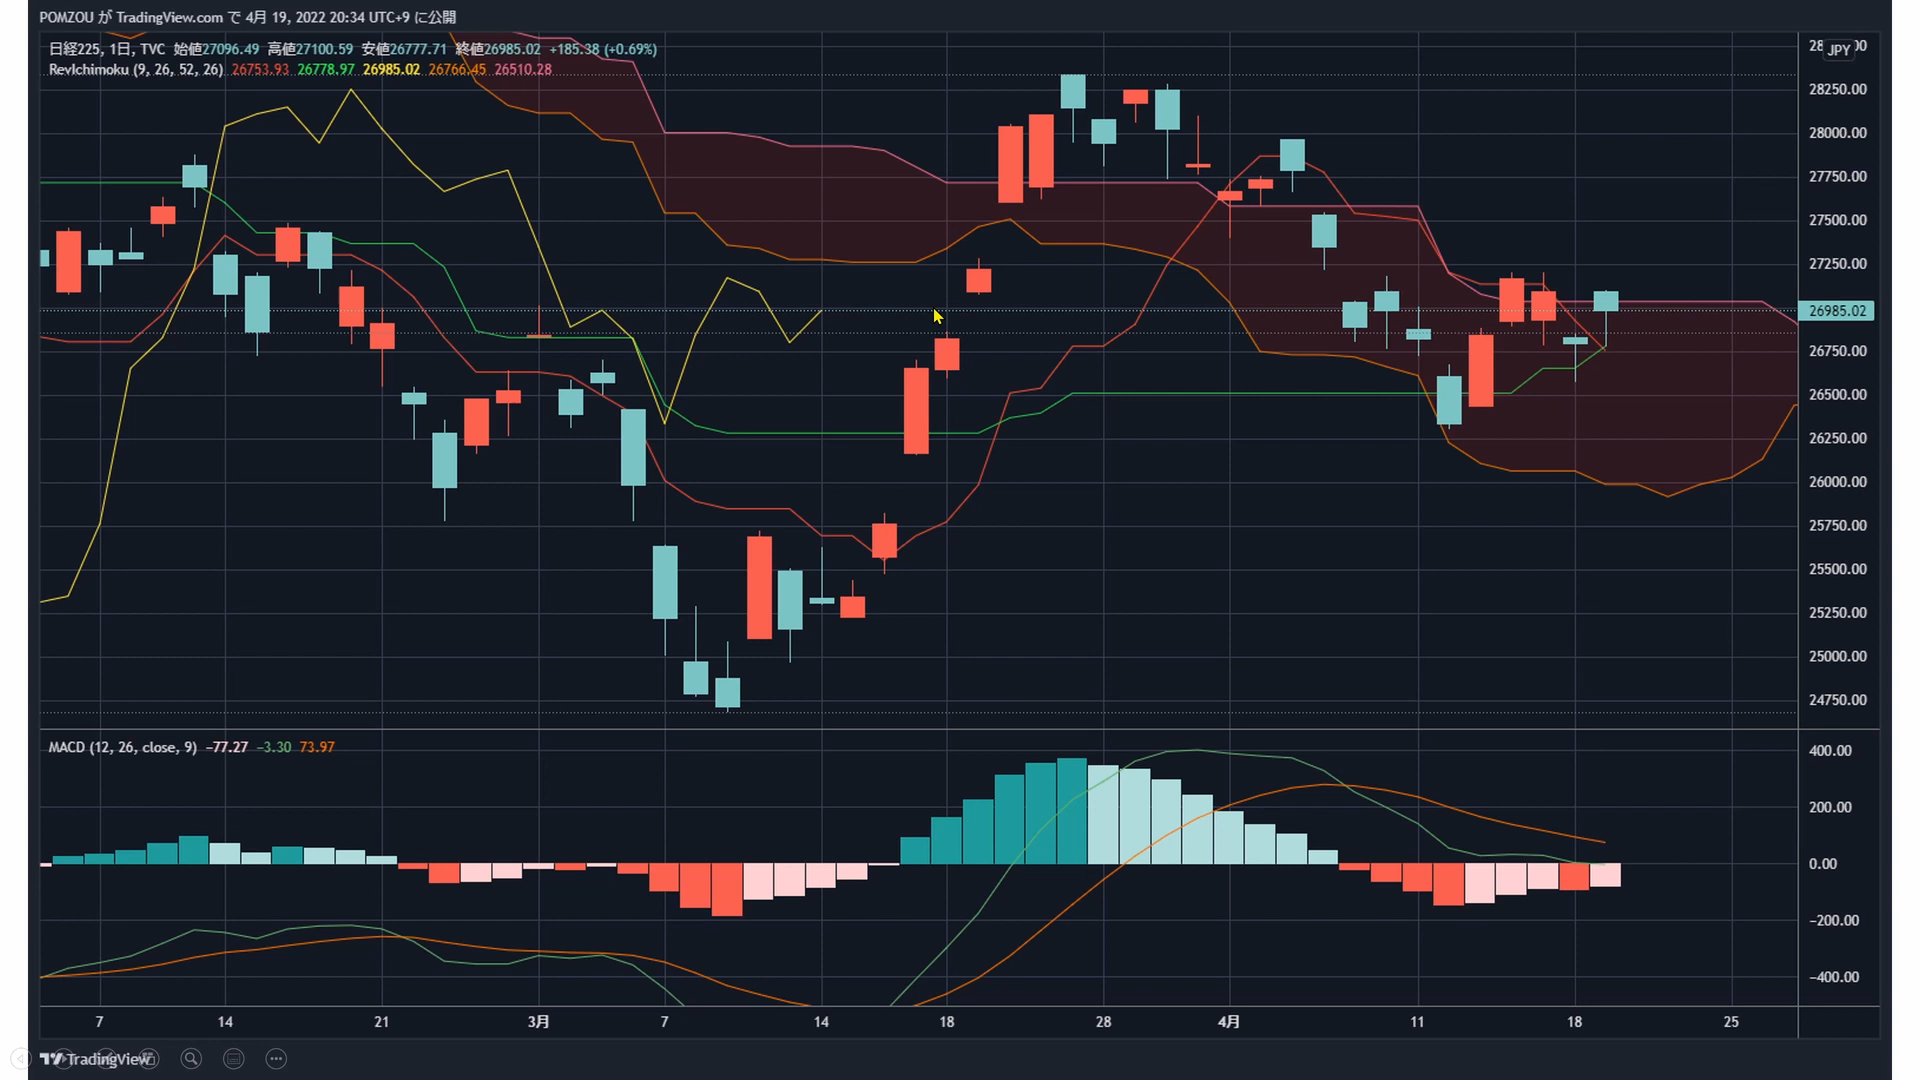 POMZOU が TradingView.com で 4月 19, 2022 20:34 UTC+9 に公開
日経225, 1日, TVC 始値27096.49 高値27100.59 安値26777.71 終値26985.02 +185.38 (+0.69%)
RevIchimoku (9, 26, 52, 26) 26753.93 26778.97 26985.02 26766.45 26510.28
JPY
28250.00
28000.00
27750.00
27500.00
27250.00
26985.02
26750.00
26500.00
26250.00
26000.00
25750.00
25500.00
25250.00
25000.00
24750.00
MACD (12, 26, close, 9) −77.27 −3.30 73.97
400.00
200.00
0.00
−200.00
−400.00
7 14 21 3月 7 14 18 28 4月 11 18 25
TradingView